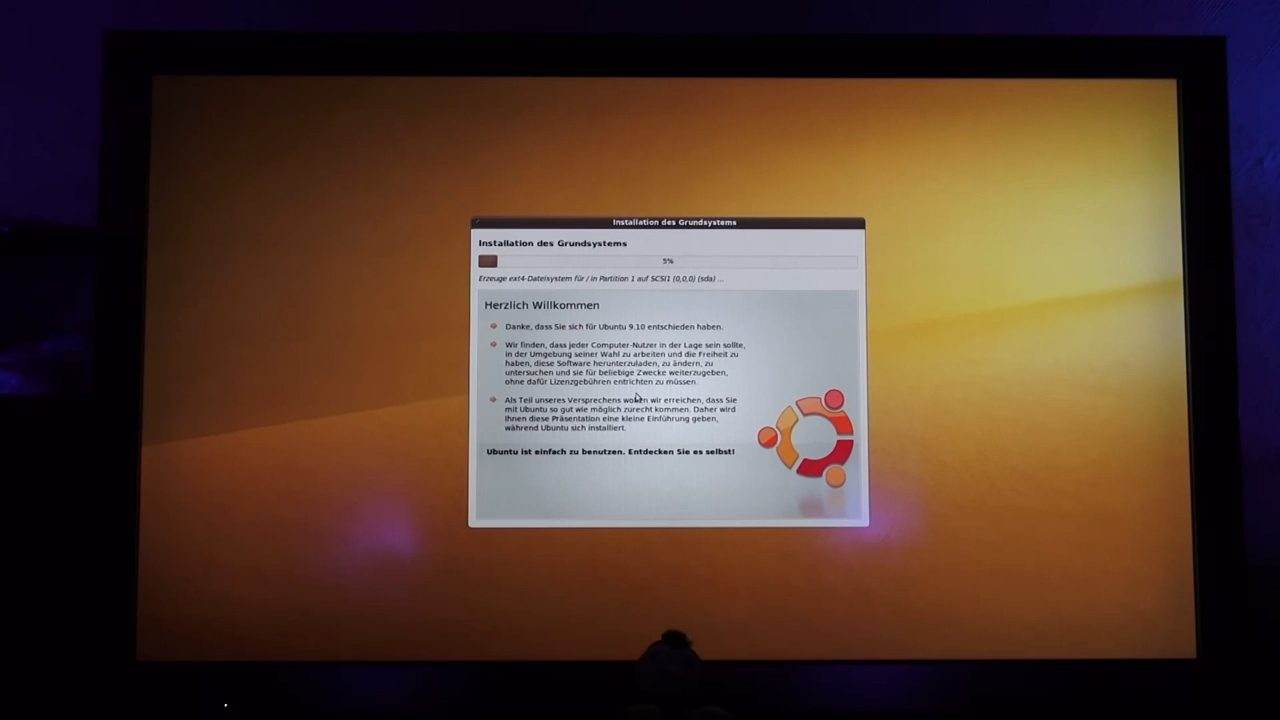 Installation des Grundsystems
Installation des Grundsystems
5%
Erzeuge ext4-Dateisystem für / in Partition 1 auf SCSI1 (0,0,0) (sda) ...
Herzlich Willkommen
Danke, dass Sie sich für Ubuntu 9.10 entschieden haben.
Wir finden, dass jeder Computer-Nutzer in der Lage sein sollte,
in der Umgebung seiner Wahl zu arbeiten und die Freiheit zu
haben, diese Software herunterzuladen, zu ändern, zu
untersuchen und sie für beliebige Zwecke weiterzugeben,
ohne dafür Lizenzgebühren entrichten zu müssen.
Als Teil unseres Versprechens wollen wir erreichen, dass Sie
mit Ubuntu so gut wie möglich zurecht kommen. Daher wird
Ihnen diese Präsentation eine kleine Einführung geben,
während Ubuntu sich installiert.
Ubuntu ist einfach zu benutzen. Entdecken Sie es selbst!